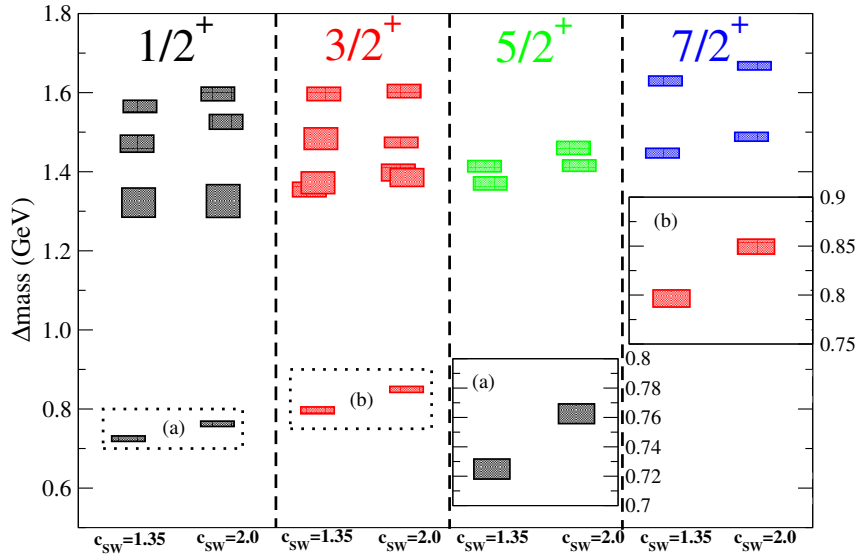 1/2+ 3/2+ 5/2+ 7/2+
Δmass (GeV)
1.8
1.6
1.4
1.2
1.0
0.8
0.6
(a)
(b)
(a)
0.8
0.78
0.76
0.74
0.72
0.7
(b)
0.9
0.85
0.8
0.75
cSW=1.35 cSW=2.0 cSW=1.35 cSW=2.0 cSW=1.35 cSW=2.0 cSW=1.35 cSW=2.0